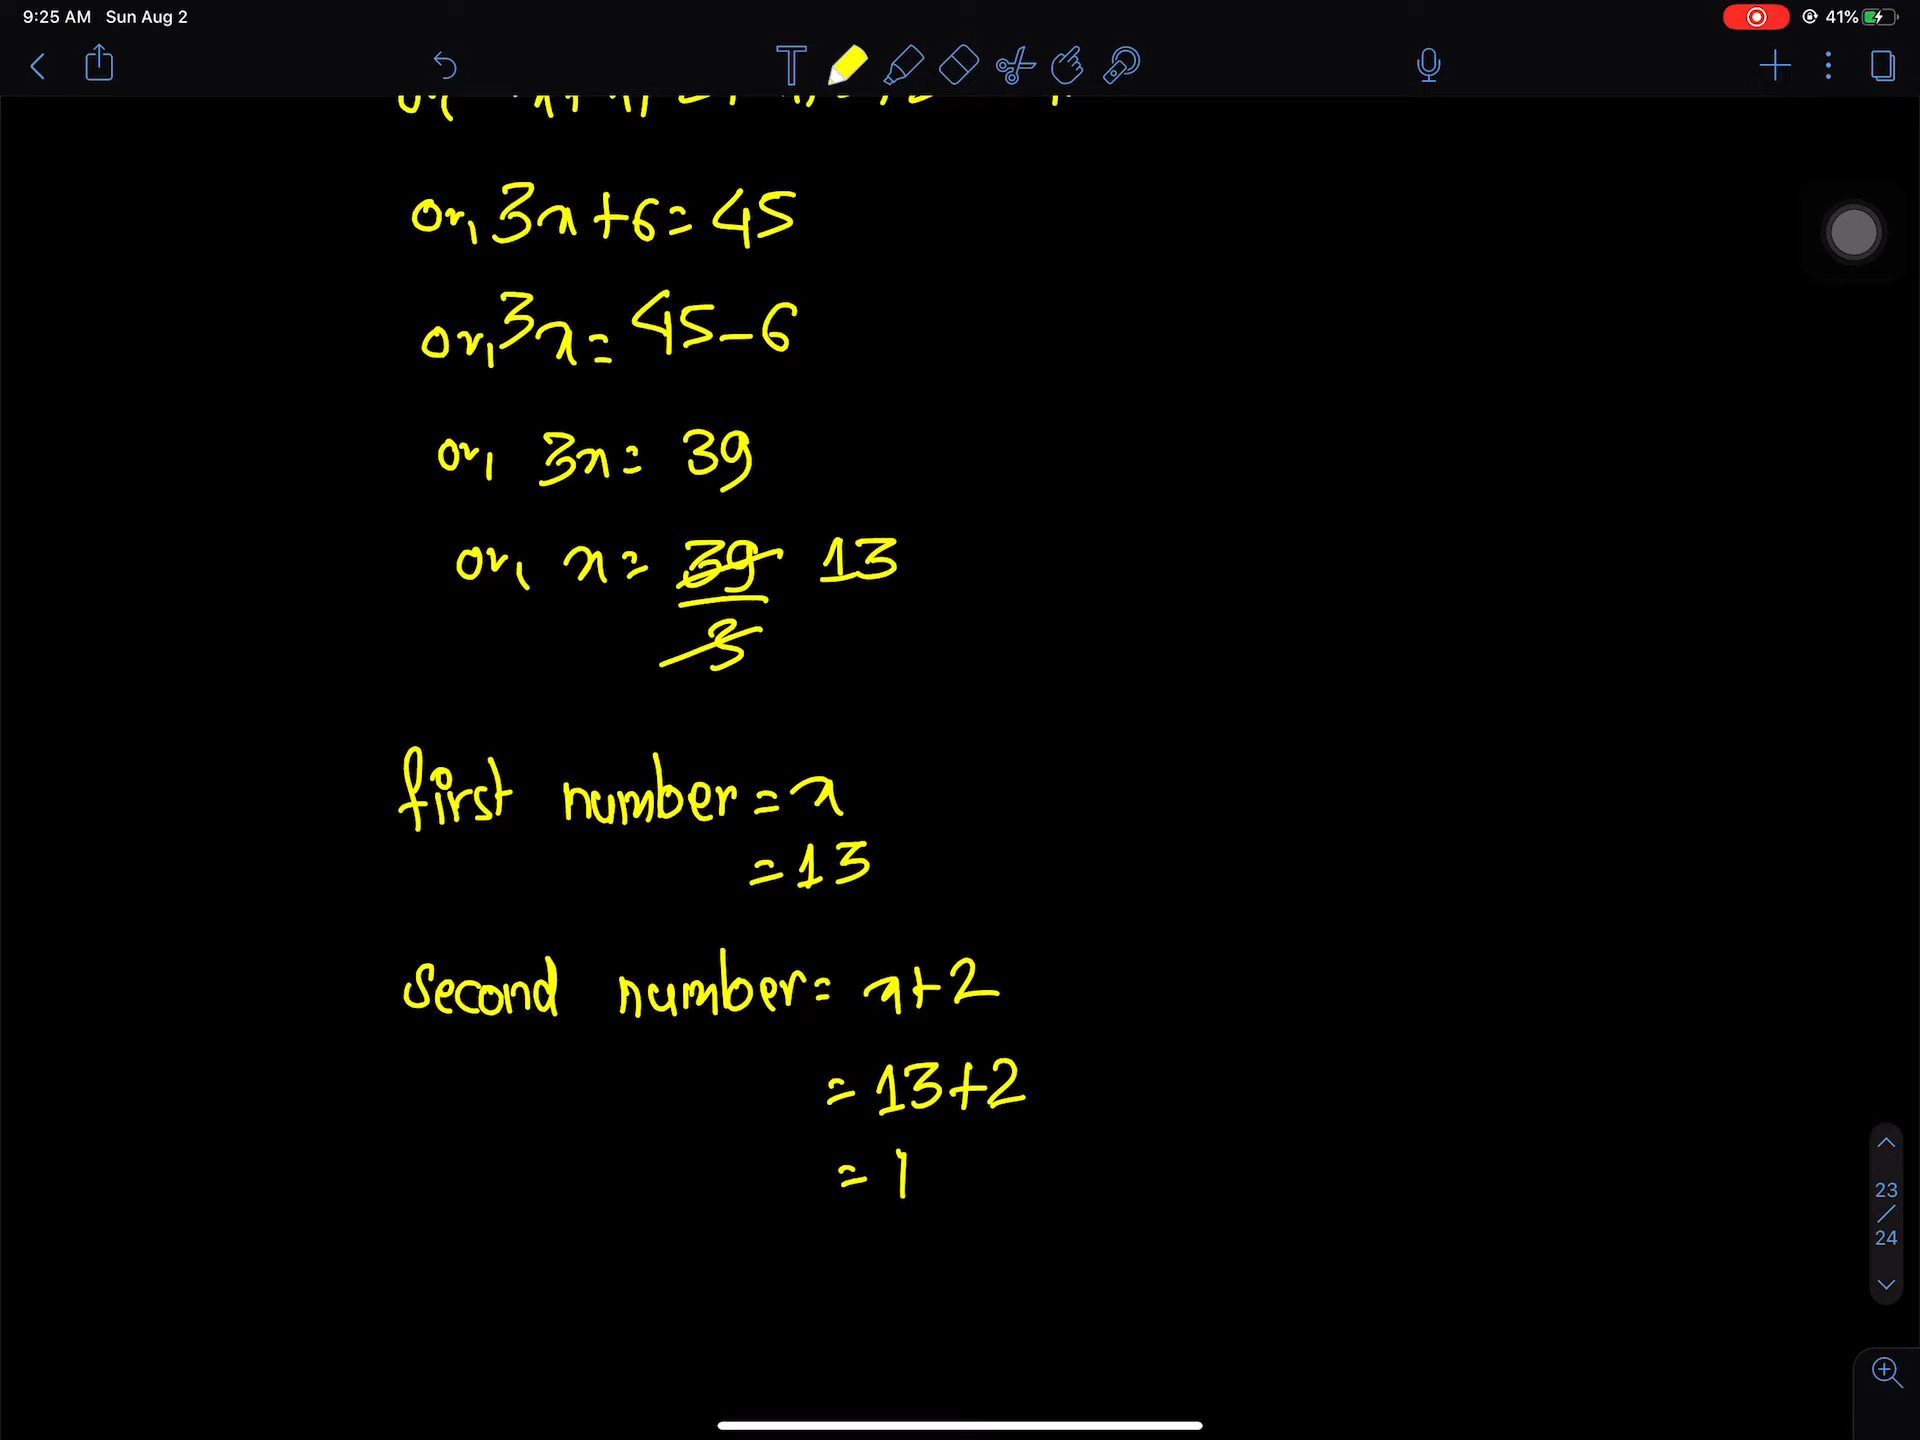 9:25 AM Sun Aug 2
41%
or, 3x+6=45
or, 3x=45-6
or, 3x=39
or, x=39/3 13
first number=x
=13
second number=x+2
=13+2
=1
23
/
24